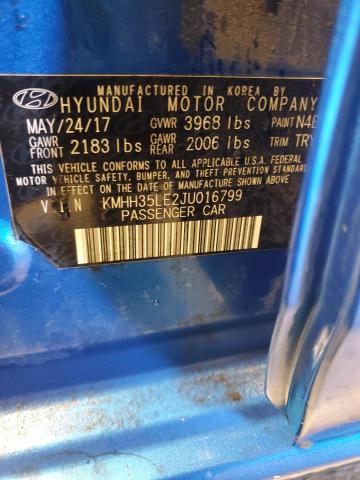 MANUFACTURED IN KOREA BY
HYUNDAI MOTOR COMPANY
MAY/24/17 GVWR 3968 lbs PAINT N4B
GAWR FRONT 2183 lbs GAWR REAR 2006 lbs TRIM TRY
THIS VEHICLE CONFORMS TO ALL APPLICABLE U.S.A. FEDERAL
MOTOR VEHICLE SAFETY, BUMPER, AND THEFT PREVENTION STANDARDS
IN EFFECT ON THE DATE OF MANUFACTURE SHOWN ABOVE.
V I N KMHH35LE2JU016799
PASSENGER CAR